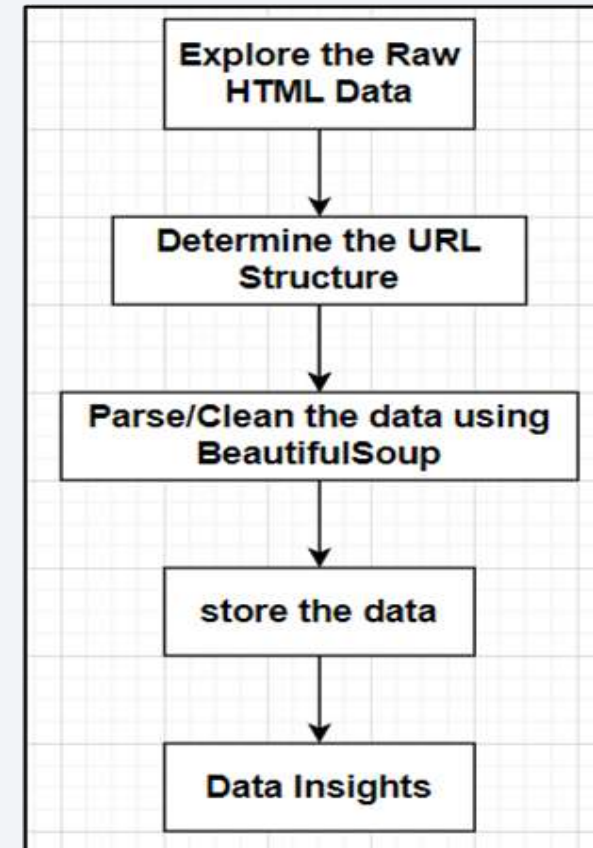 Explore the Raw
HTML Data
Determine the URL
Structure
Parse/Clean the data using
BeautifulSoup
store the data
Data Insights